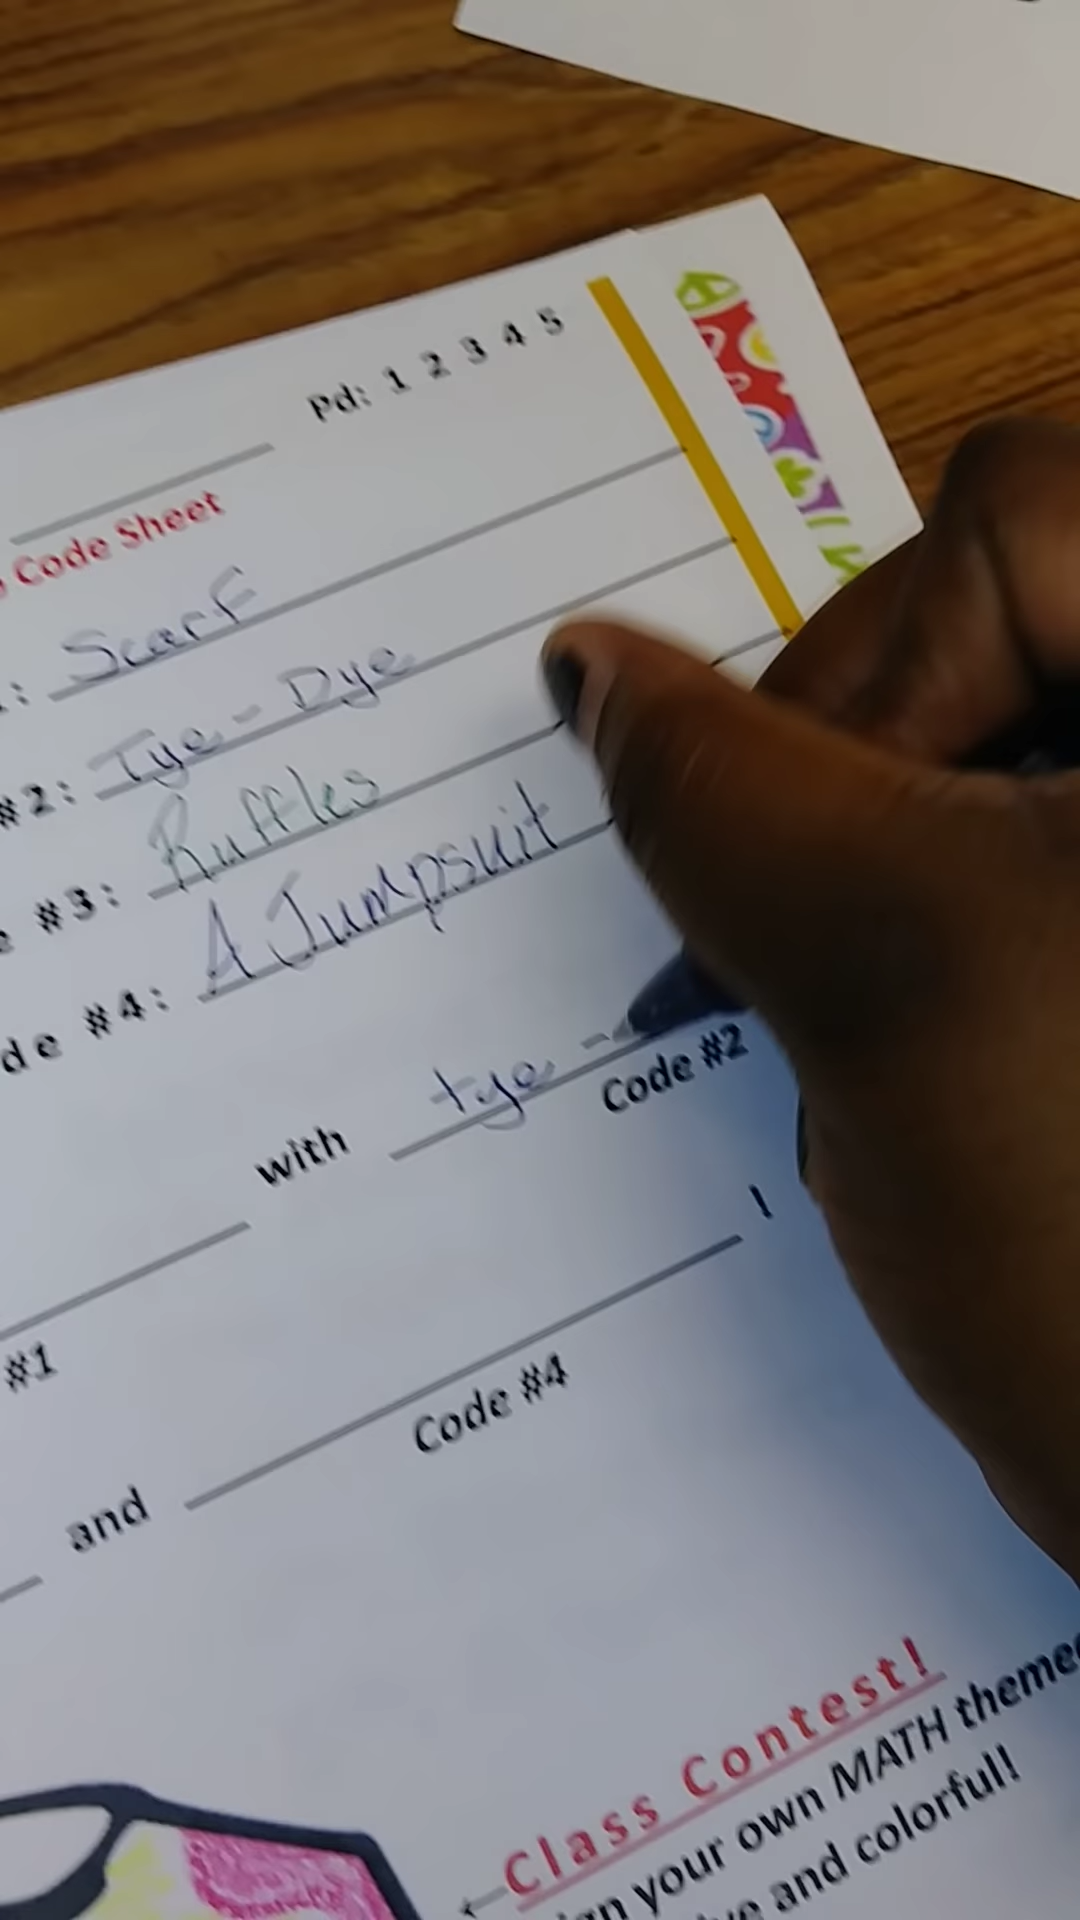 Pd: 1 2 3 4 5
Code Sheet
: Scarf
#2: Tye-Dye
#3: Ruffles
de #4: A Jumpsuit
with tye -
Code #2
!
#1
Code #4
and
Class Contest!
your own MATH theme
and colorful!